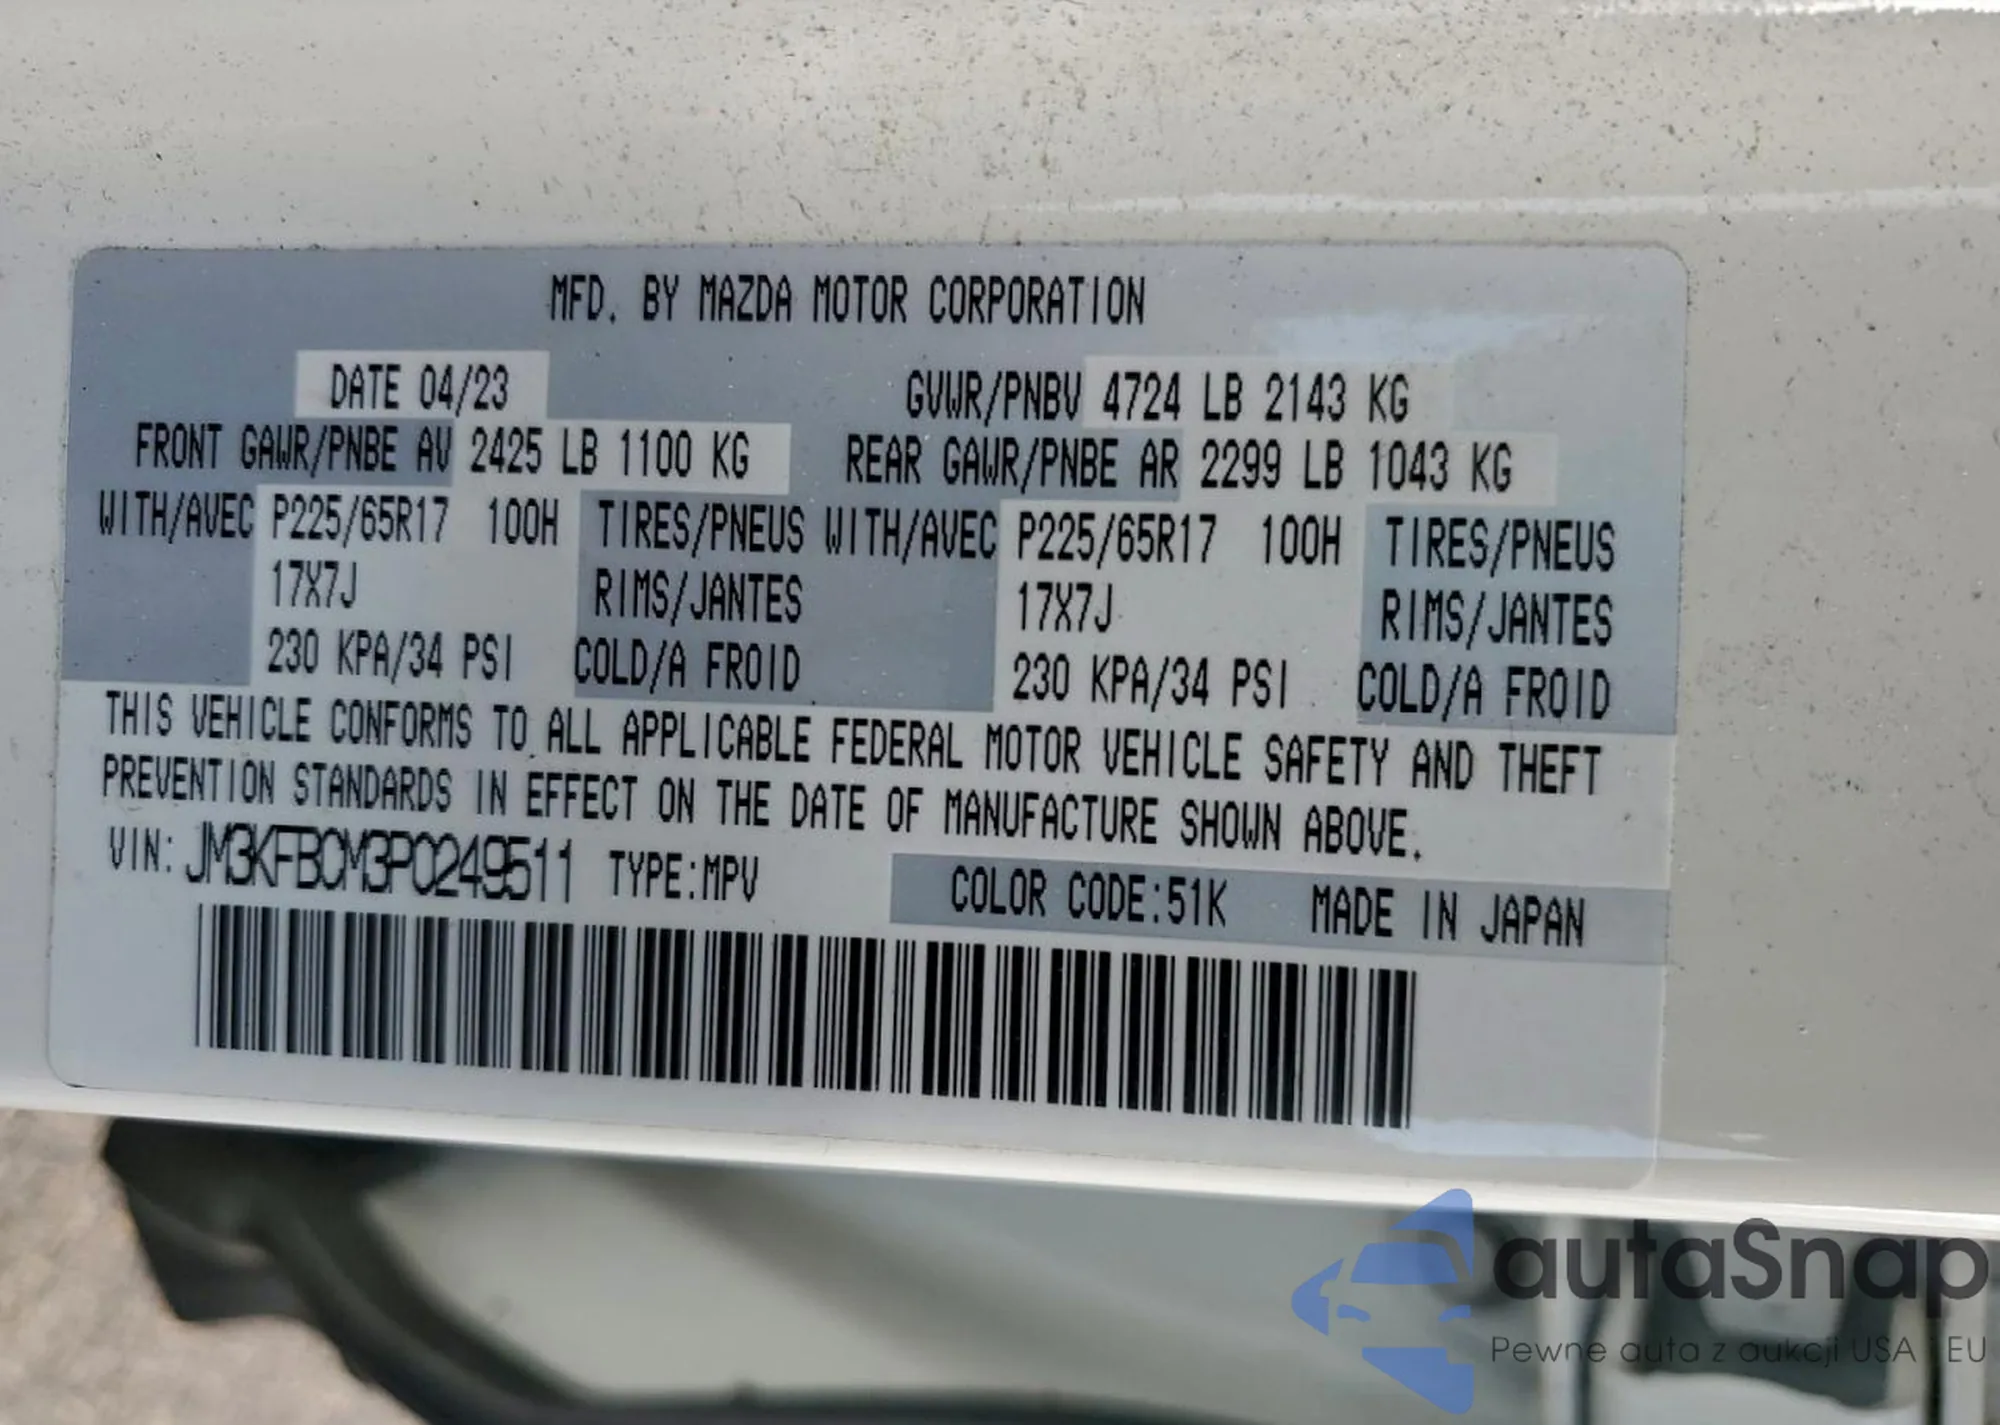 MFD. BY MAZDA MOTOR CORPORATION
DATE 04/23 GVWR/PNBV 4724 LB 2143 KG
FRONT GAWR/PNBE AV 2425 LB 1100 KG REAR GAWR/PNBE AR 2299 LB 1043 KG
WITH/AVEC P225/65R17 100H TIRES/PNEUS WITH/AVEC P225/65R17 100H TIRES/PNEUS
17X7J RIMS/JANTES 17X7J RIMS/JANTES
230 KPA/34 PSI COLD/A FROID 230 KPA/34 PSI COLD/A FROID
THIS VEHICLE CONFORMS TO ALL APPLICABLE FEDERAL MOTOR VEHICLE SAFETY AND THEFT
PREVENTION STANDARDS IN EFFECT ON THE DATE OF MANUFACTURE SHOWN ABOVE.
VIN: JM3KFBCM3P0249511 TYPE:MPV COLOR CODE:51K MADE IN JAPAN
autaSnap
Pewne auta z aukcji USA i EU